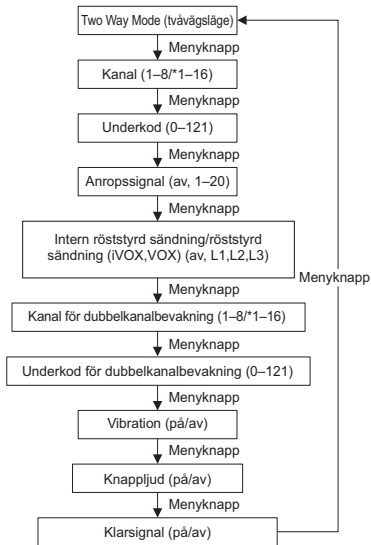 Two Way Mode (tvåvägsläge)
Menyknapp
Kanal (1–8/*1–16)
Menyknapp
Underkod (0–121)
Menyknapp
Anropssignal (av, 1–20)
Menyknapp
Intern röststyrd sändning/röststyrd
sändning (iVOX,VOX) (av, L1,L2,L3)
Menyknapp
Menyknapp
Kanal för dubbelkanalbevakning (1–8/*1–16)
Menyknapp
Underkod för dubbelkanalbevakning (0–121)
Menyknapp
Vibration (på/av)
Menyknapp
Knappljud (på/av)
Menyknapp
Klarsignal (på/av)